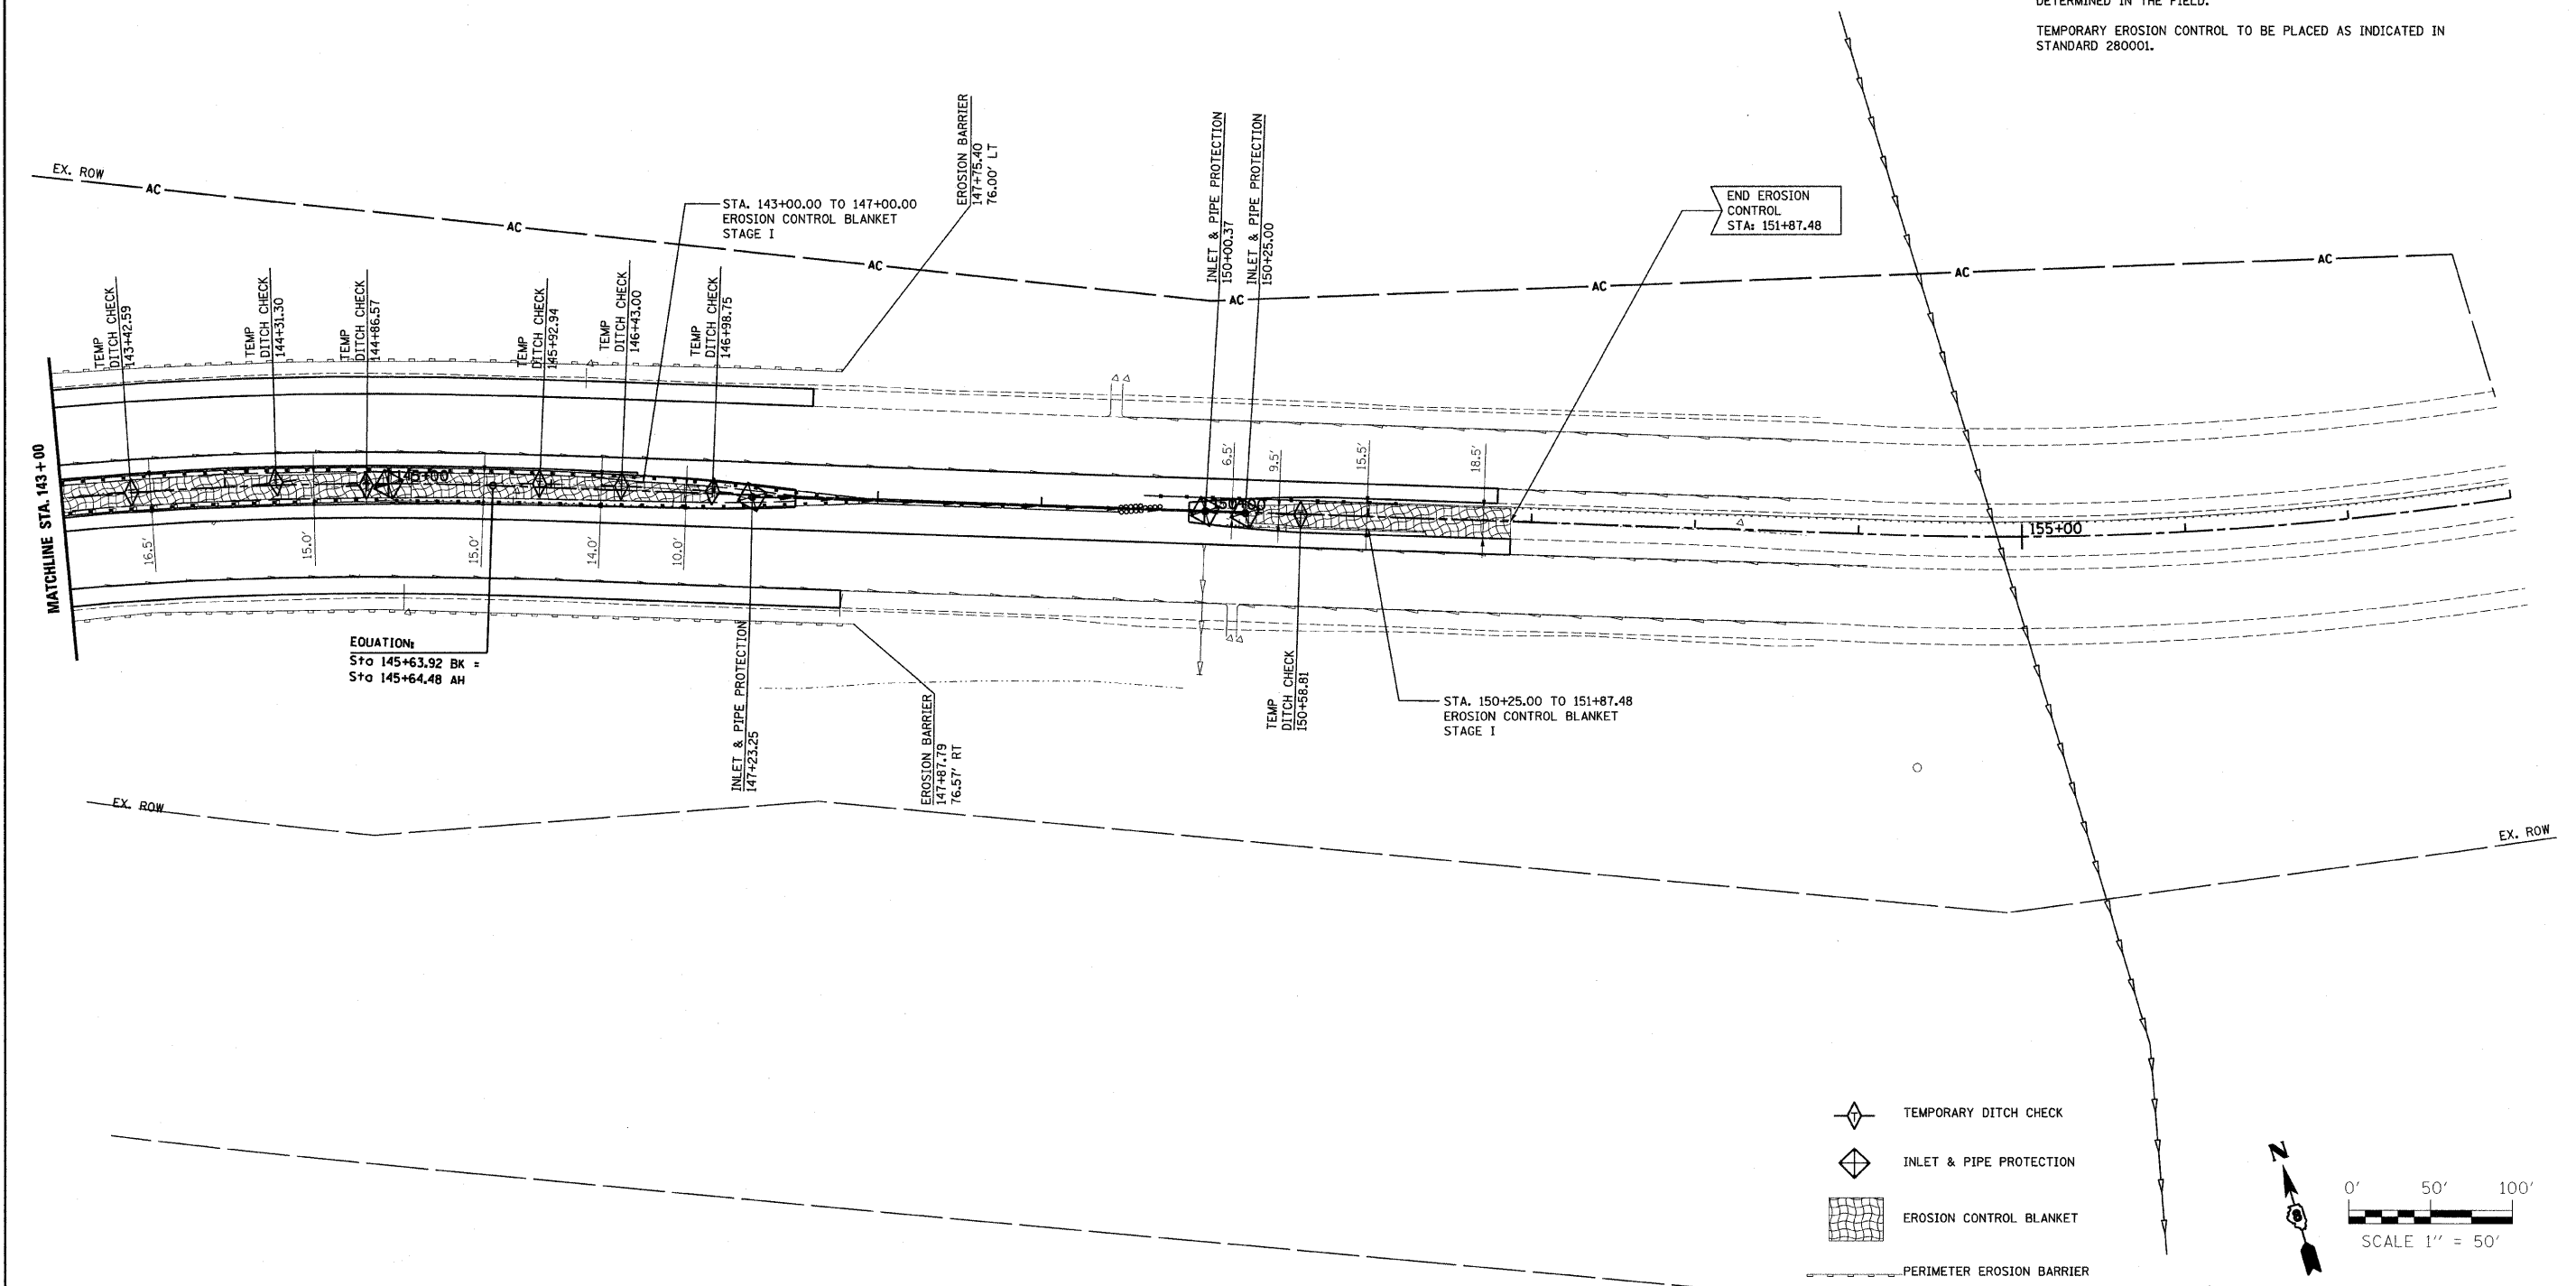 DETERMINED IN THE FIELD.
TEMPORARY EROSION CONTROL TO BE PLACED AS INDICATED IN
STANDARD 280001.
EX. ROW
AC
AC
AC
AC
AC
AC
AC
STA. 143+00.00 TO 147+00.00
EROSION CONTROL BLANKET
STAGE I
EROSION BARRIER
147+75.40
76.00' LT
INLET & PIPE PROTECTION
150+00.37
INLET & PIPE PROTECTION
150+25.00
END EROSION
CONTROL
STA: 151+87.48
TEMP
DITCH CHECK
143+42.59
TEMP
DITCH CHECK
144+31.30
TEMP
DITCH CHECK
144+86.57
TEMP
DITCH CHECK
145+92.94
TEMP
DITCH CHECK
146+43.00
TEMP
DITCH CHECK
146+98.75
MATCHLINE STA. 143+00
145+00
150+00
155+00
6.5'
9.5'
15.5'
18.5'
16.5'
15.0'
15.0'
14.0'
10.0'
EQUATION:
Sta 145+63.92 BK =
Sta 145+64.48 AH
INLET & PIPE PROTECTION
147+23.25
EROSION BARRIER
147+87.79
76.57' RT
TEMP
DITCH CHECK
150+58.81
STA. 150+25.00 TO 151+87.48
EROSION CONTROL BLANKET
STAGE I
EX. ROW
EX. ROW
T
TEMPORARY DITCH CHECK
INLET & PIPE PROTECTION
EROSION CONTROL BLANKET
PERIMETER EROSION BARRIER
N
0' 50' 100'
SCALE 1" = 50'